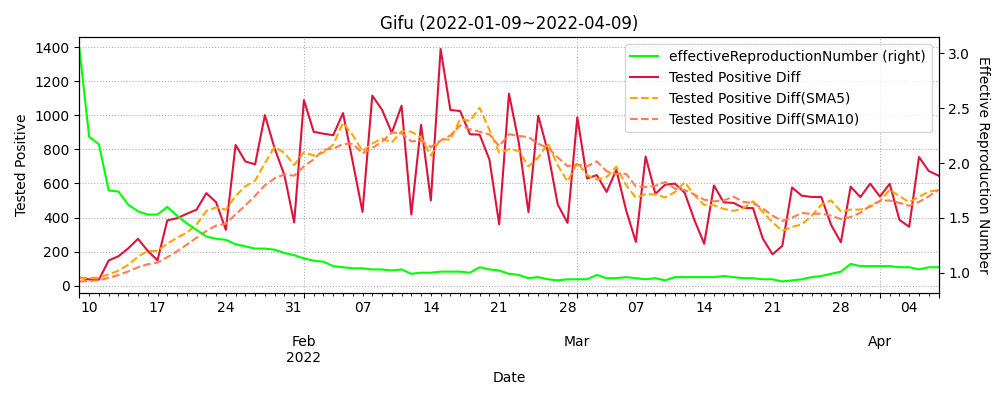 Gifu (2022-01-09~2022-04-09)
effectiveReproductionNumber (right)
Tested Positive Diff
Tested Positive Diff(SMA5)
Tested Positive Diff(SMA10)
Tested Positive
1400
1200
1000
800
600
400
200
0
3.0
2.5
2.0
1.5
1.0
Effective Reproduction Number
10 17 24 31 07 14 21 28 07 14 21 28 04
Feb Mar Apr
2022
Date